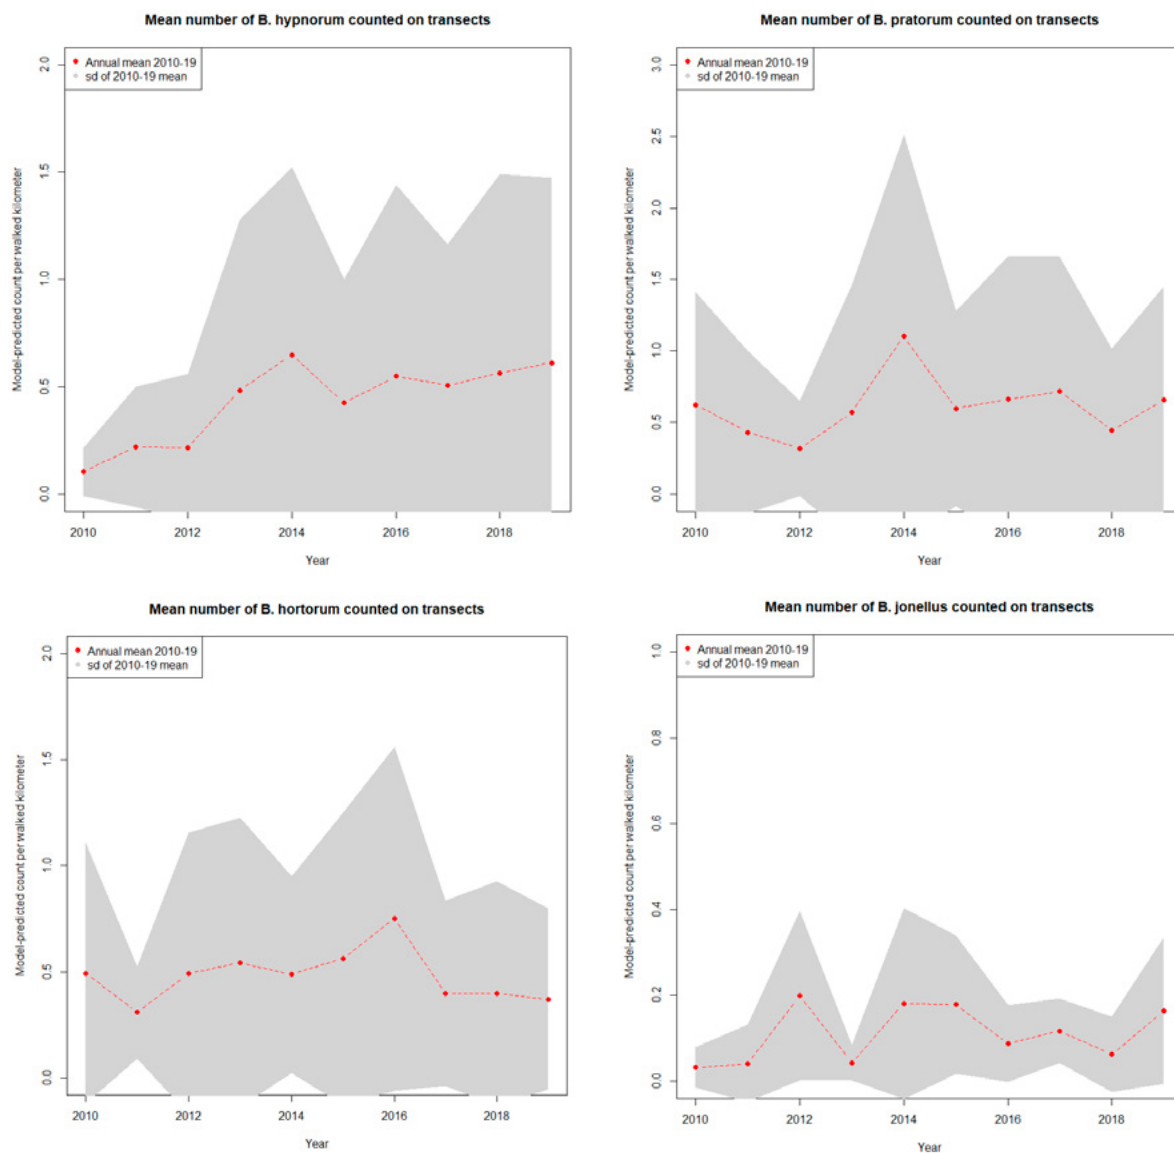 Mean number of B. hypnorum counted on transects
Annual mean 2010-19
sd of 2010-19 mean
Model-predicted count per walked kilometer
2.0
1.5
1.0
0.5
0.0
2010 2012 2014 2016 2018
Year
Mean number of B. pratorum counted on transects
Annual mean 2010-19
sd of 2010-19 mean
Model-predicted count per walked kilometer
3.0
2.5
2.0
1.5
1.0
0.5
0.0
2010 2012 2014 2016 2018
Year
Mean number of B. hortorum counted on transects
Annual mean 2010-19
sd of 2010-19 mean
Model-predicted count per walked kilometer
2.0
1.5
1.0
0.5
0.0
2010 2012 2014 2016 2018
Year
Mean number of B. jonellus counted on transects
Annual mean 2010-19
sd of 2010-19 mean
Model-predicted count per walked kilometer
1.0
0.8
0.6
0.4
0.2
0.0
2010 2012 2014 2016 2018
Year